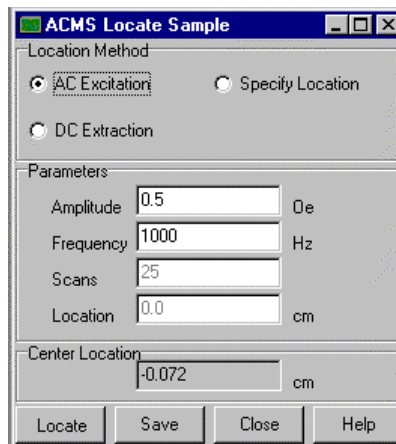 ACMS Locate Sample
Location Method
AC Excitation Specify Location
DC Extraction
Parameters
Amplitude 0.5 Oe
Frequency 1000 Hz
Scans 25
Location 0.0 cm
Center Location
-0.072 cm
Locate Save Close Help